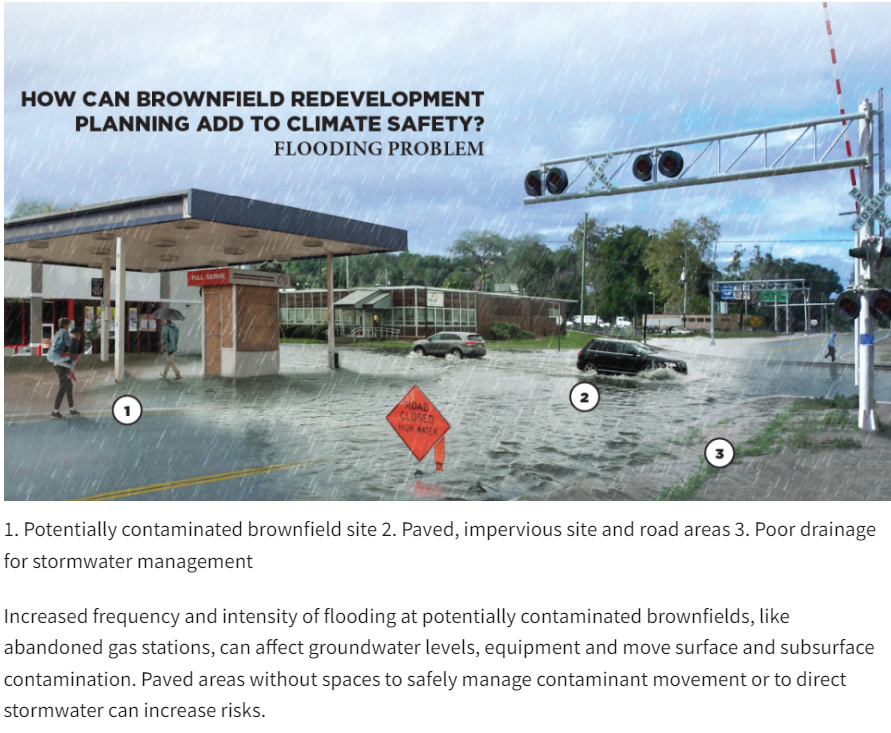 HOW CAN BROWNFIELD REDEVELOPMENT
PLANNING ADD TO CLIMATE SAFETY?
FLOODING PROBLEM
FULL-SERVE
ROAD
CLOSED
HIGH WATER
1
2
3
1. Potentially contaminated brownfield site 2. Paved, impervious site and road areas 3. Poor drainage
for stormwater management
Increased frequency and intensity of flooding at potentially contaminated brownfields, like
abandoned gas stations, can affect groundwater levels, equipment and move surface and subsurface
contamination. Paved areas without spaces to safely manage contaminant movement or to direct
stormwater can increase risks.